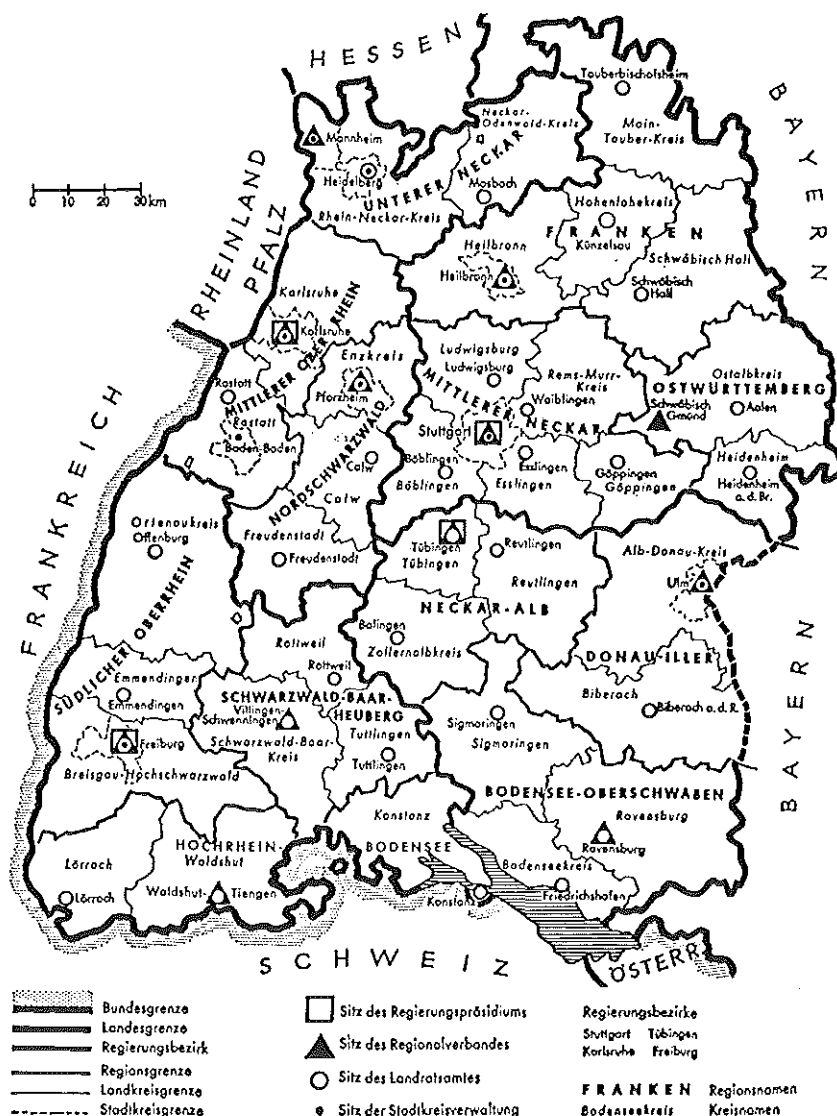 HESSEN
BAYERN
Tauberbischofsheim
Main-
Tauber-Kreis
Neckar-
Odenwald-Kreis
Mannheim
Heidelberg
UNTERER NECKAR
Mosbach
Rhein-Neckar-Kreis
0 10 20 30 km
RHEINLAND
PFALZ
Hohenlohekreis
FRANKEN
Künzelsau
Heilbronn
Heilbronn
Schwäbisch Hall
Schwäbisch
Hall
Karlsruhe
Karlsruhe
MITTLERER OBERRHEIN
Enzkreis
Pforzheim
Ludwigsburg
Ludwigsburg
Rems-Murr-
Kreis
Waiblingen
MITTLERER NECKAR
Ostalbkreis
OSTWÜRTTEMBERG
Schwäbisch
Gmünd
Aalen
Rastatt
Rastatt
Baden-Baden
Stuttgart
NORDSCHWARZWALD
Calw
Calw
Böblingen
Böblingen
Esslingen
Esslingen
Göppingen
Göppingen
Heidenheim
Heidenheim
a.d.Br.
FRANKREICH
Ortenaukreis
Offenburg
Freudenstadt
Freudenstadt
Tübingen
Tübingen
Reutlingen
Reutlingen
NECKAR-ALB
Alb-Donau-Kreis
Ulm
SÜDLICHER OBERRHEIN
Rottweil
Rottweil
Balingen
Zollernalbkreis
DONAU-ILLER
Biberach
Biberach a.d.R.
BAYERN
Emmendingen
Emmendingen
SCHWARZWALD-BAAR-
HEUBERG
Villingen-
Schwenningen
Schwarzwald-Baar-
Kreis
Tuttlingen
Tuttlingen
Sigmaringen
Sigmaringen
Freiburg
Breisgau-Hochschwarzwald
BODENSEE-OBERSCHWABEN
Ravensburg
Ravensburg
HOCHRHEIN-
BODENSEE
Konstanz
Konstanz
Waldshut
Waldshut-Tiengen
Lörrach
Lörrach
Bodenseekreis
Friedrichshafen
SCHWEIZ
ÖSTERR.
Bundesgrenze
Landesgrenze
Regierungsbezirk
Regionsgrenze
Landkreisgrenze
Stadtkreisgrenze
Sitz des Regierungspräsidiums
Sitz des Regionalverbandes
Sitz des Landratsamtes
Sitz der Stadtkreisverwaltung
Regierungsbezirke
Stuttgart Tübingen
Karlsruhe Freiburg
FRANKEN Regionsnamen
Bodenseekreis Kreisnamen